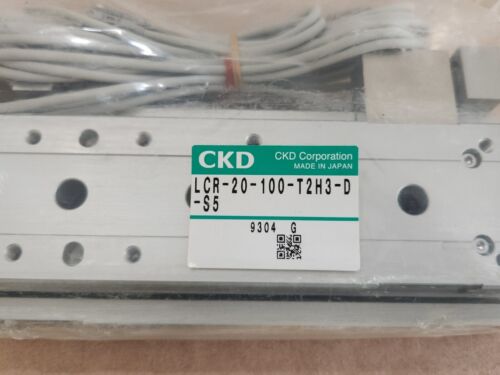 CKD
CKD Corporation
MADE IN JAPAN
LCR-20-100-T2H3-D
-S5
9304 G